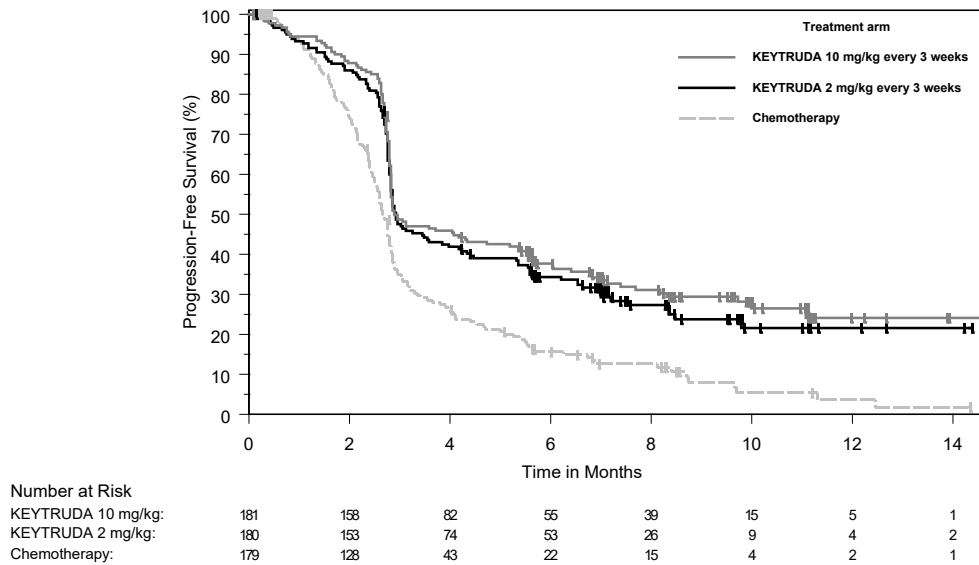 Treatment arm
KEYTRUDA 10 mg/kg every 3 weeks
KEYTRUDA 2 mg/kg every 3 weeks
Chemotherapy
Progression-Free Survival (%)
100
90
80
70
60
50
40
30
20
10
0
0 2 4 6 8 10 12 14
Time in Months
Number at Risk
KEYTRUDA 10 mg/kg: 181 158 82 55 39 15 5 1
KEYTRUDA 2 mg/kg: 180 153 74 53 26 9 4 2
Chemotherapy: 179 128 43 22 15 4 2 1